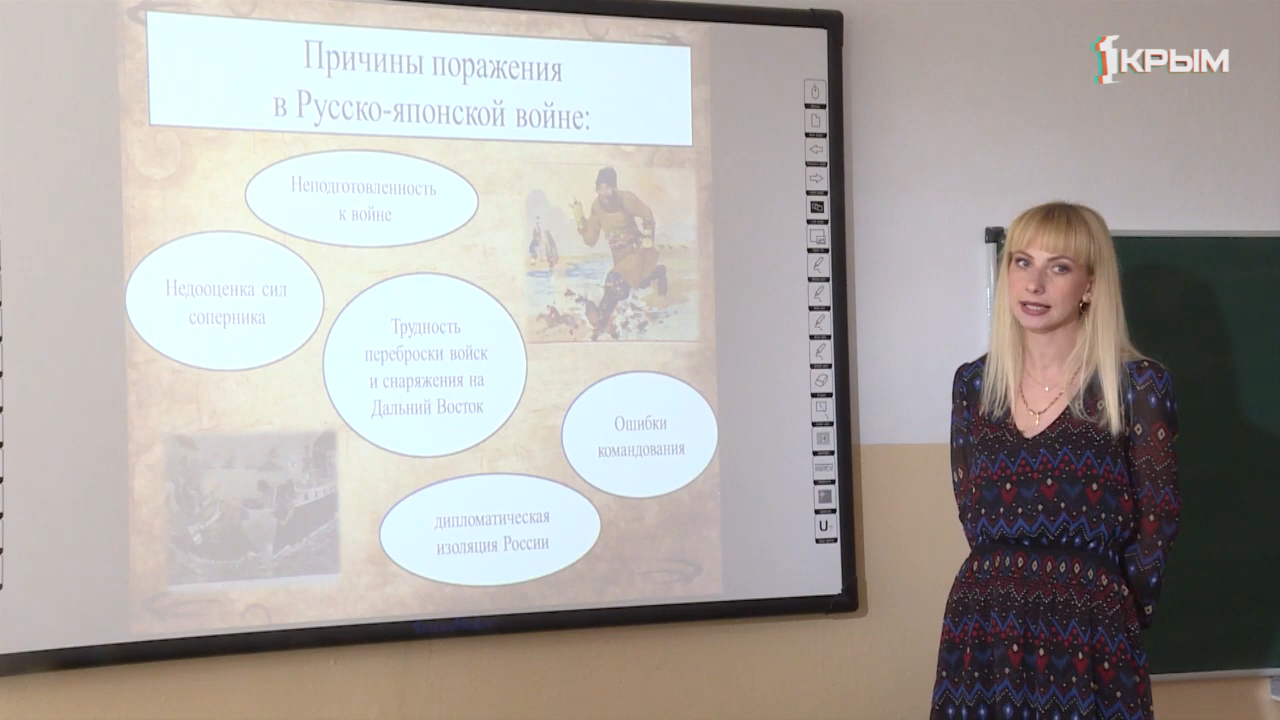 Причины поражения
в Русско-японской войне:
1КРЫМ
Неподготовленность
к войне
Недооценка сил
соперника
Трудность
переброски войск
и снаряжения на
Дальний Восток
Ошибки
командования
дипломатическая
изоляция России
U